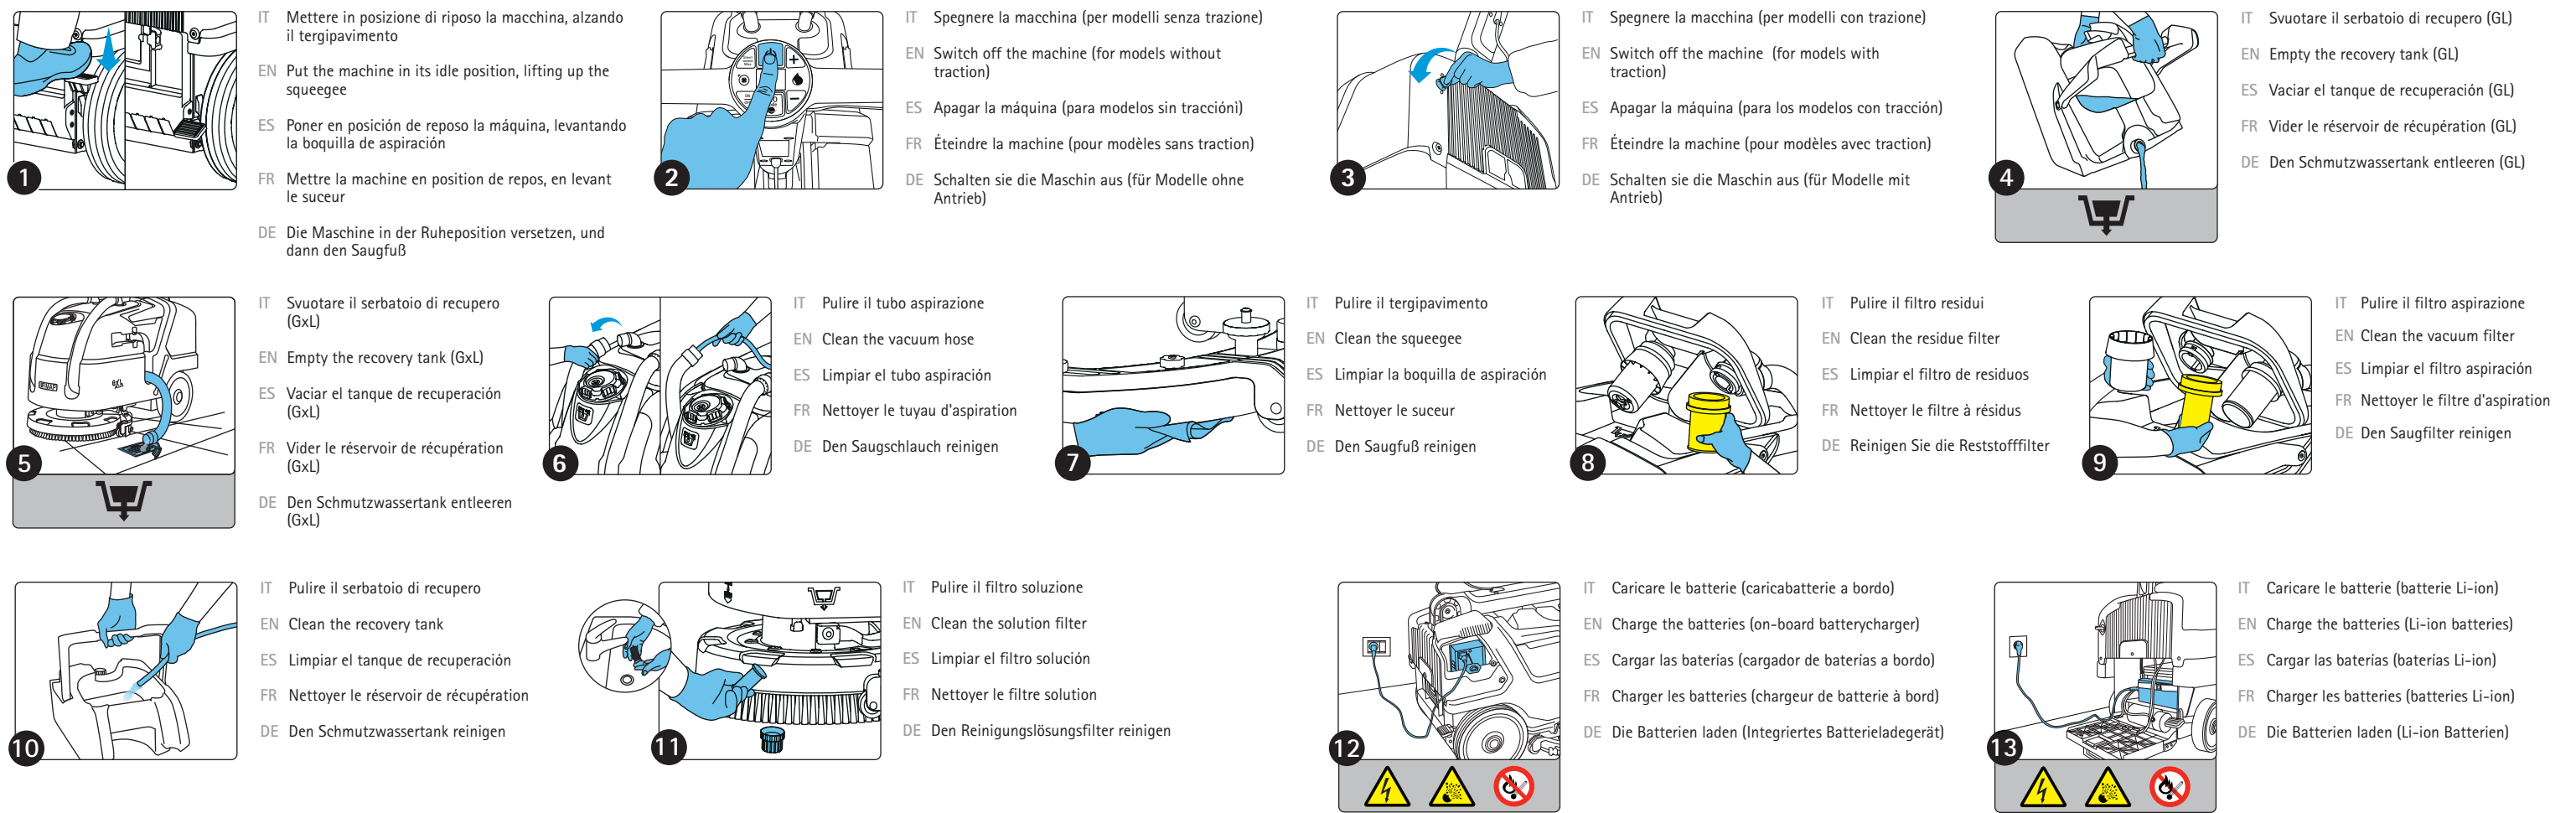 1
IT Mettere in posizione di riposo la macchina, alzando
il tergipavimento
EN Put the machine in its idle position, lifting up the
squeegee
ES Poner en posición de reposo la máquina, levantando
la boquilla de aspiración
FR Mettre la machine en position de repos, en levant
le suceur
DE Die Maschine in der Ruheposition versetzen, und
dann den Saugfuß
2
IT Spegnere la macchina (per modelli senza trazione)
EN Switch off the machine (for models without
traction)
ES Apagar la máquina (para modelos sin traccióni)
FR Éteindre la machine (pour modèles sans traction)
DE Schalten sie die Maschin aus (für Modelle ohne
Antrieb)
3
IT Spegnere la macchina (per modelli con trazione)
EN Switch off the machine (for models with
traction)
ES Apagar la máquina (para los modelos con tracción)
FR Éteindre la machine (pour modèles avec traction)
DE Schalten sie die Maschin aus (für Modelle mit
Antrieb)
4
IT Svuotare il serbatoio di recupero (GL)
EN Empty the recovery tank (GL)
ES Vaciar el tanque de recuperación (GL)
FR Vider le réservoir de récupération (GL)
DE Den Schmutzwassertank entleeren (GL)
5
GxL
IT Svuotare il serbatoio di recupero
(GxL)
EN Empty the recovery tank (GxL)
ES Vaciar el tanque de recuperación
(GxL)
FR Vider le réservoir de récupération
(GxL)
DE Den Schmutzwassertank entleeren
(GxL)
6
IT Pulire il tubo aspirazione
EN Clean the vacuum hose
ES Limpiar el tubo aspiración
FR Nettoyer le tuyau d'aspiration
DE Den Saugschlauch reinigen
7
IT Pulire il tergipavimento
EN Clean the squeegee
ES Limpiar la boquilla de aspiración
FR Nettoyer le suceur
DE Den Saugfuß reinigen
8
IT Pulire il filtro residui
EN Clean the residue filter
ES Limpiar el filtro de residuos
FR Nettoyer le filtre à résidus
DE Reinigen Sie die Reststofffilter
9
IT Pulire il filtro aspirazione
EN Clean the vacuum filter
ES Limpiar el filtro aspiración
FR Nettoyer le filtre d'aspiration
DE Den Saugfilter reinigen
10
IT Pulire il serbatoio di recupero
EN Clean the recovery tank
ES Limpiar el tanque de recuperación
FR Nettoyer le réservoir de récupération
DE Den Schmutzwassertank reinigen
11
IT Pulire il filtro soluzione
EN Clean the solution filter
ES Limpiar el filtro solución
FR Nettoyer le filtre solution
DE Den Reinigungslösungsfilter reinigen
12
IT Caricare le batterie (caricabatterie a bordo)
EN Charge the batteries (on-board batterycharger)
ES Cargar las baterías (cargador de baterías a bordo)
FR Charger les batteries (chargeur de batterie à bord)
DE Die Batterien laden (Integriertes Batterieladegerät)
13
IT Caricare le batterie (batterie Li-ion)
EN Charge the batteries (Li-ion batteries)
ES Cargar las baterías (baterías Li-ion)
FR Charger les batteries (batteries Li-ion)
DE Die Batterien laden (Li-ion Batterien)